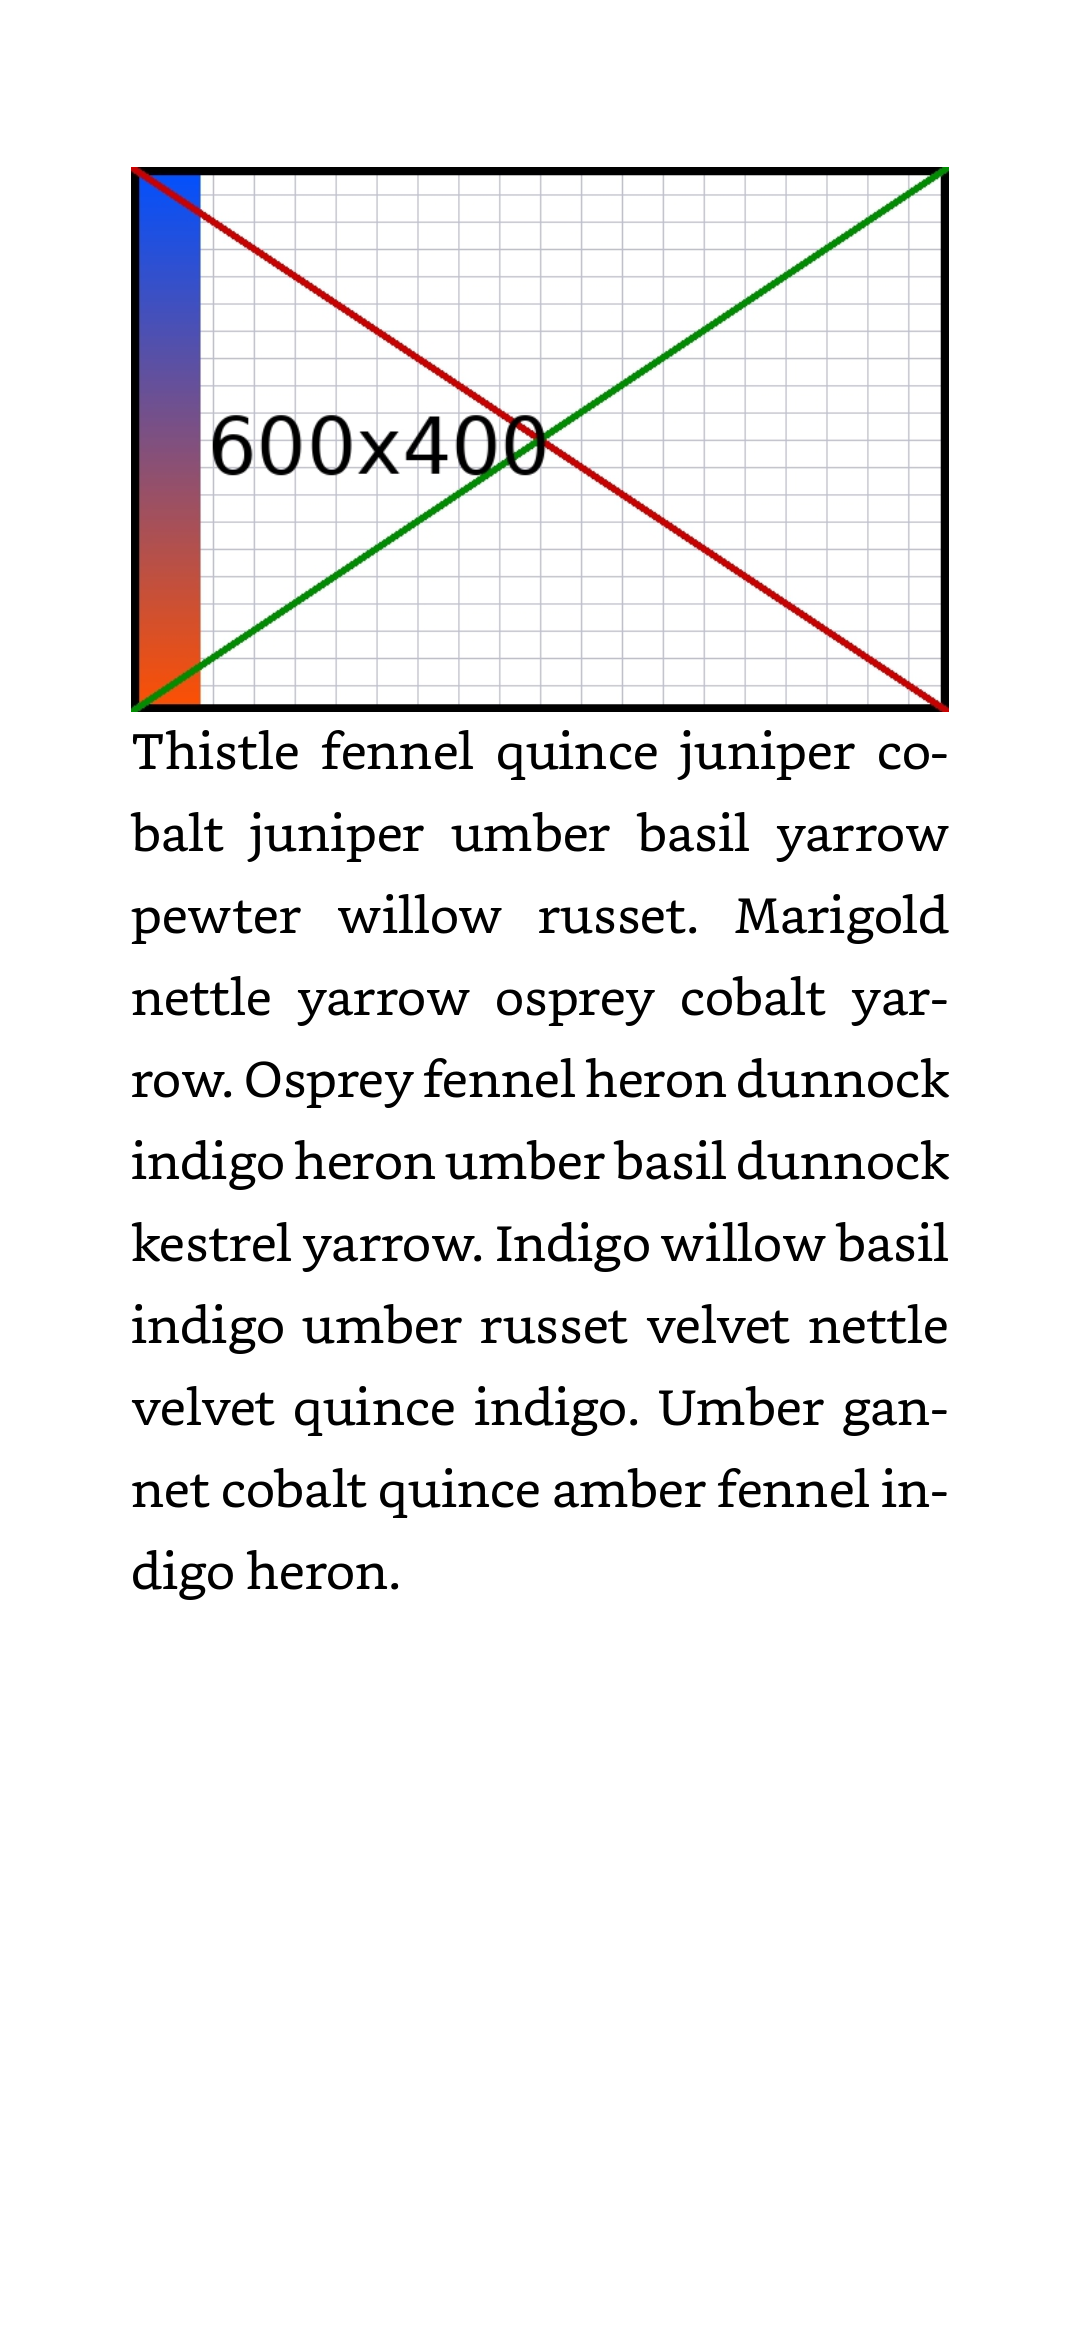 600x400
Thistle fennel quince juniper co-
balt juniper umber basil yarrow
pewter willow russet. Marigold
nettle yarrow osprey cobalt yar-
row. Osprey fennel heron dunnock
indigo heron umber basil dunnock
kestrel yarrow. Indigo willow basil
indigo umber russet velvet nettle
velvet quince indigo. Umber gan-
net cobalt quince amber fennel in-
digo heron.